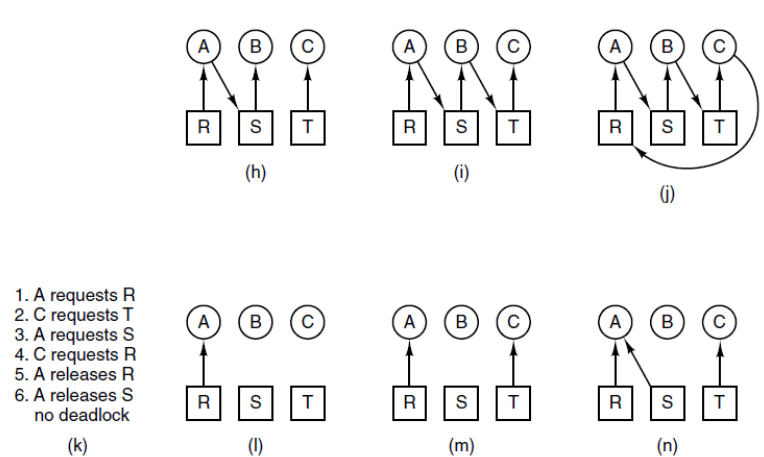 A B C A B C A B C
R S T R S T R S T
(h) (i) (j)
1. A requests R
2. C requests T
3. A requests S
4. C requests R
5. A releases R
6. A releases S
no deadlock
(k)
A B C A B C A B C
R S T R S T R S T
(l) (m) (n)